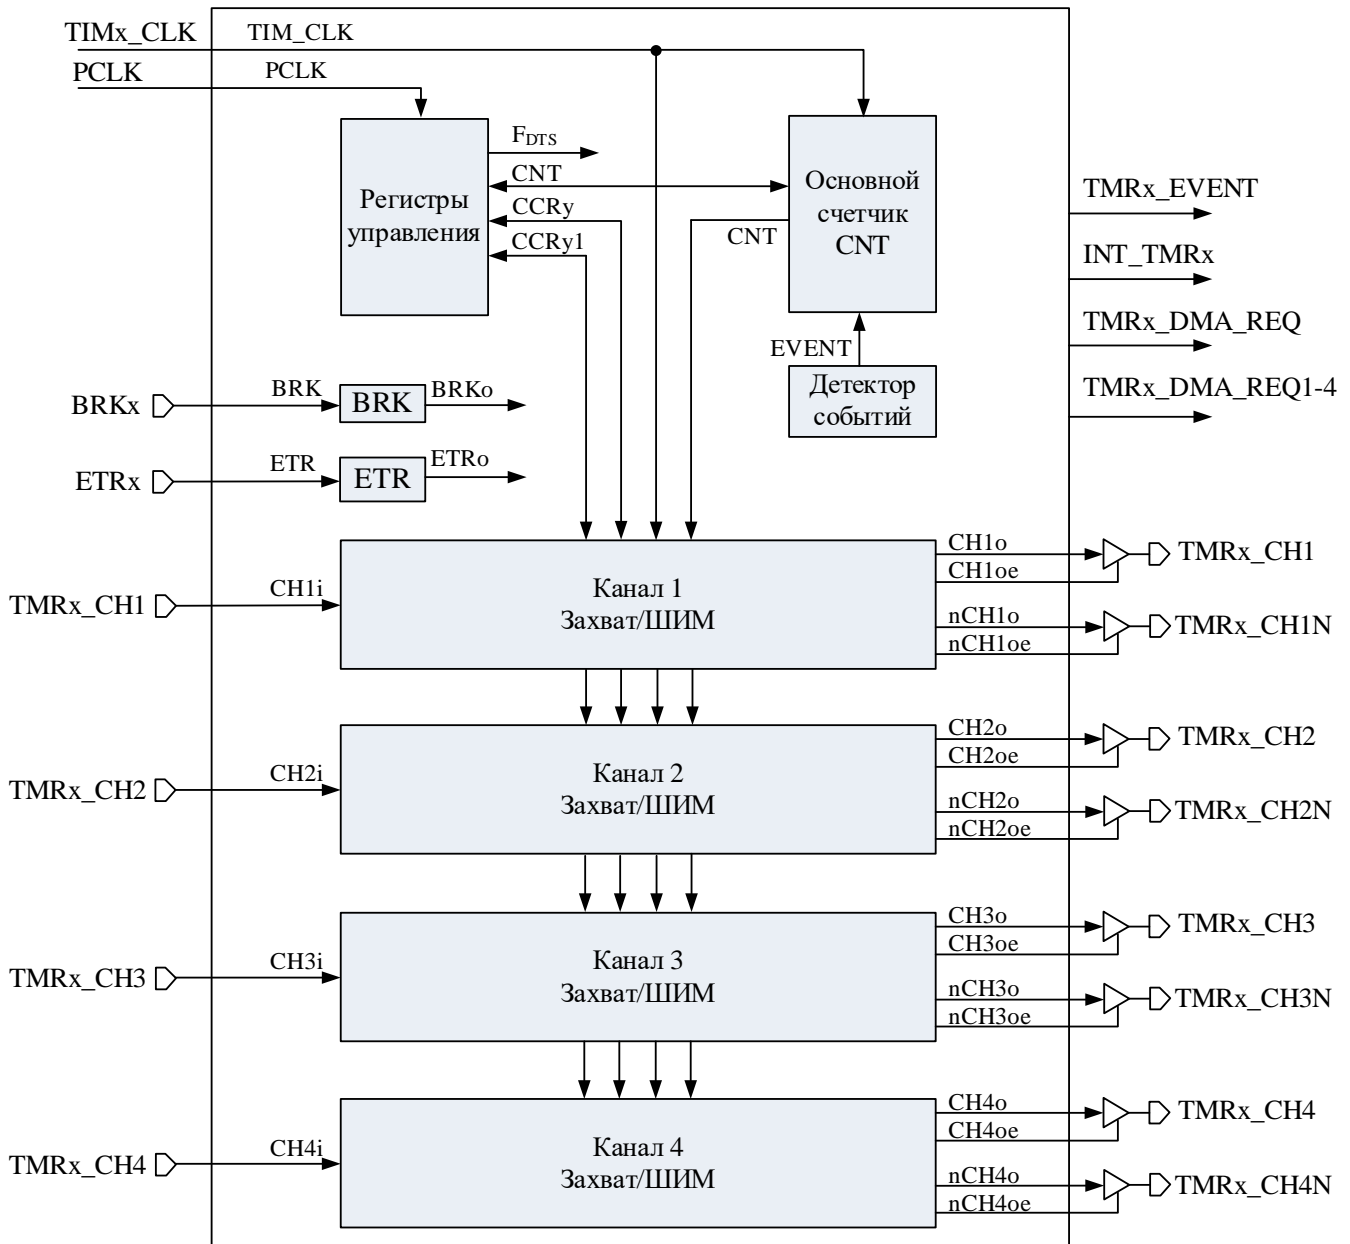 TIMx_CLK
TIM_CLK
PCLK
PCLK
Регистры
управления
FDTS
CNT
CCRy
CCRy1
CNT
Основной
счетчик
CNT
EVENT
Детектор
событий
TMRx_EVENT
INT_TMRx
TMRx_DMA_REQ
TMRx_DMA_REQ1-4
BRKx
BRK
BRK
BRKo
ETRx
ETR
ETR
ETRo
TMRx_CH1
CH1i
Канал 1
Захват/ШИМ
CH1o
CH1oe
nCH1o
nCH1oe
TMRx_CH1
TMRx_CH1N
TMRx_CH2
CH2i
Канал 2
Захват/ШИМ
CH2o
CH2oe
nCH2o
nCH2oe
TMRx_CH2
TMRx_CH2N
TMRx_CH3
CH3i
Канал 3
Захват/ШИМ
CH3o
CH3oe
nCH3o
nCH3oe
TMRx_CH3
TMRx_CH3N
TMRx_CH4
CH4i
Канал 4
Захват/ШИМ
CH4o
CH4oe
nCH4o
nCH4oe
TMRx_CH4
TMRx_CH4N